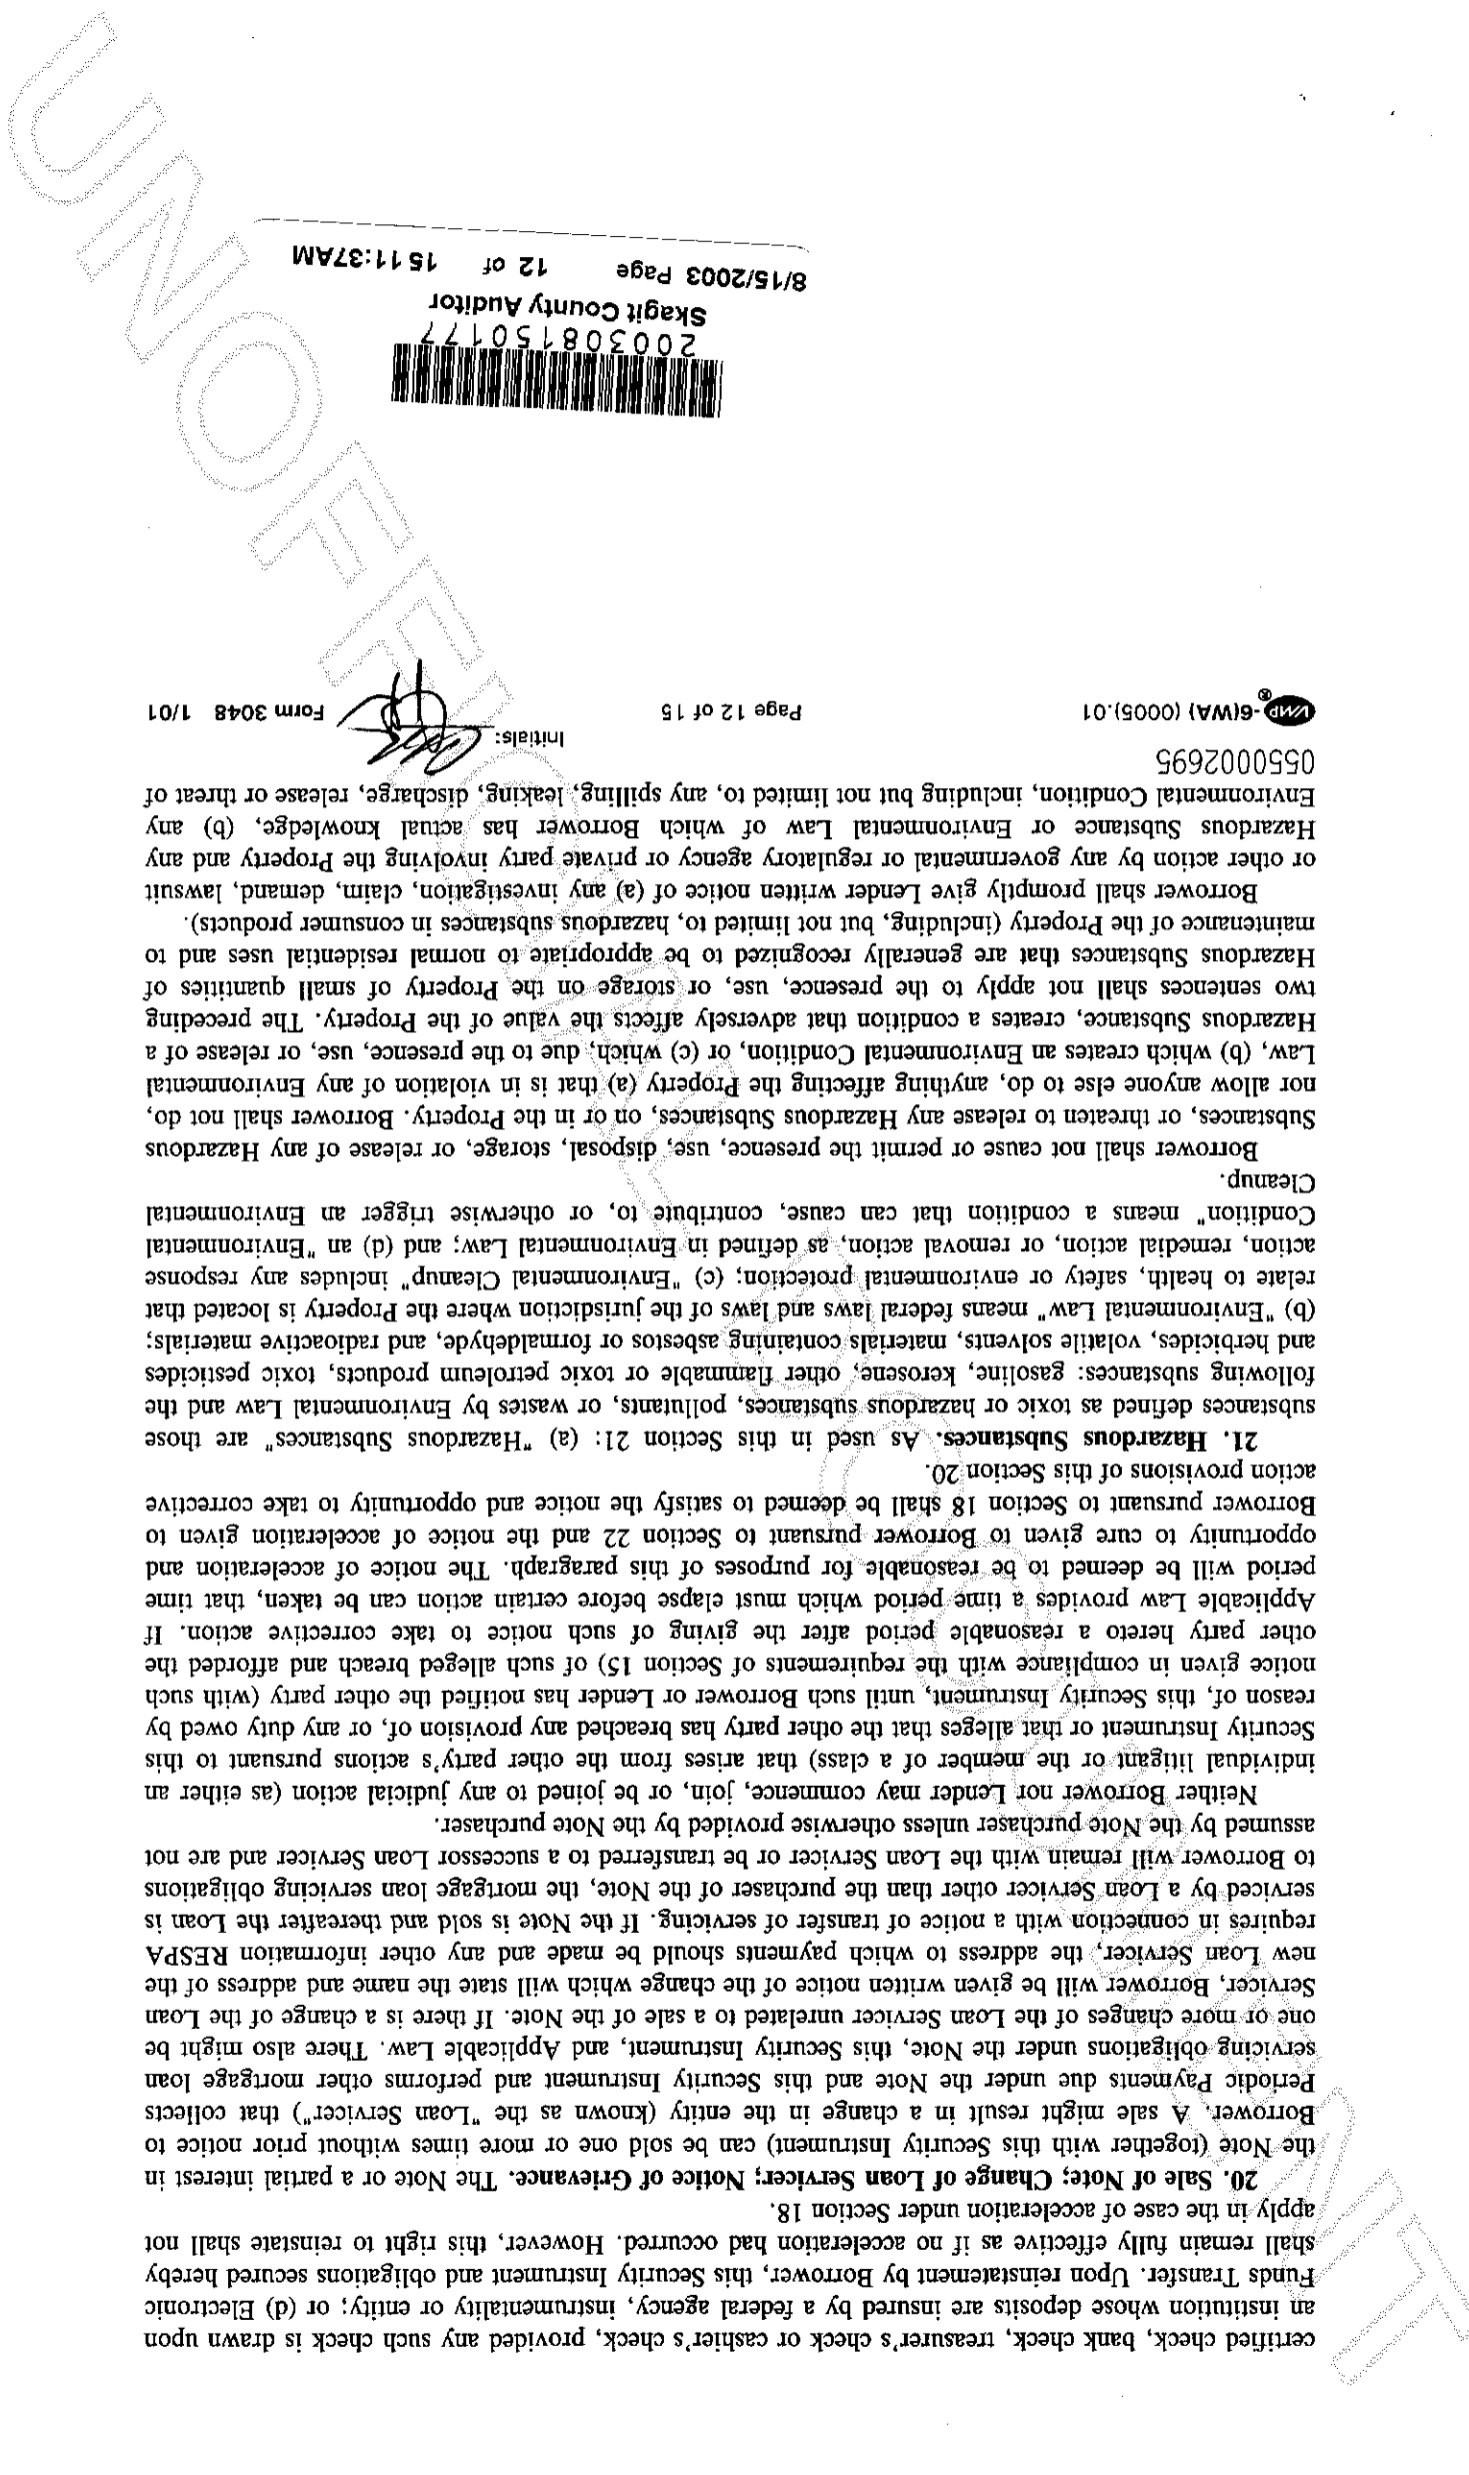 certified check, bank check, treasurer's check or cashier's check, provided any such check is drawn upon
an institution whose deposits are insured by a federal agency, instrumentality or entity; or (d) Electronic
Funds Transfer. Upon reinstatement by Borrower, this Security Instrument and obligations secured hereby
shall remain fully effective as if no acceleration had occurred. However, this right to reinstate shall not
apply in the case of acceleration under Section 18.
20. Sale of Note; Change of Loan Servicer; Notice of Grievance. The Note or a partial interest in
the Note (together with this Security Instrument) can be sold one or more times without prior notice to
Borrower. A sale might result in a change in the entity (known as the "Loan Servicer") that collects
Periodic Payments due under the Note and this Security Instrument and performs other mortgage loan
servicing obligations under the Note, this Security Instrument, and Applicable Law. There also might be
one or more changes of the Loan Servicer unrelated to a sale of the Note. If there is a change of the Loan
Servicer, Borrower will be given written notice of the change which will state the name and address of the
new Loan Servicer, the address to which payments should be made and any other information RESPA
requires in connection with a notice of transfer of servicing. If the Note is sold and thereafter the Loan is
serviced by a Loan Servicer other than the purchaser of the Note, the mortgage loan servicing obligations
to Borrower will remain with the Loan Servicer or be transferred to a successor Loan Servicer and are not
assumed by the Note purchaser unless otherwise provided by the Note purchaser.
Neither Borrower nor Lender may commence, join, or be joined to any judicial action (as either an
individual litigant or the member of a class) that arises from the other party's actions pursuant to this
Security Instrument or that alleges that the other party has breached any provision of, or any duty owed by
reason of, this Security Instrument, until such Borrower or Lender has notified the other party (with such
notice given in compliance with the requirements of Section 15) of such alleged breach and afforded the
other party hereto a reasonable period after the giving of such notice to take corrective action. If
Applicable Law provides a time period which must elapse before certain action can be taken, that time
period will be deemed to be reasonable for purposes of this paragraph. The notice of acceleration and
opportunity to cure given to Borrower pursuant to Section 22 and the notice of acceleration given to
Borrower pursuant to Section 18 shall be deemed to satisfy the notice and opportunity to take corrective
action provisions of this Section 20.
21. Hazardous Substances. As used in this Section 21: (a) "Hazardous Substances" are those
substances defined as toxic or hazardous substances, pollutants, or wastes by Environmental Law and the
following substances: gasoline, kerosene, other flammable or toxic petroleum products, toxic pesticides
and herbicides, volatile solvents, materials containing asbestos or formaldehyde, and radioactive materials;
(b) "Environmental Law" means federal laws and laws of the jurisdiction where the Property is located that
relate to health, safety or environmental protection; (c) "Environmental Cleanup" includes any response
action, remedial action, or removal action, as defined in Environmental Law; and (d) an "Environmental
Condition" means a condition that can cause, contribute to, or otherwise trigger an Environmental
Cleanup.
Borrower shall not cause or permit the presence, use, disposal, storage, or release of any Hazardous
Substances, or threaten to release any Hazardous Substances, on or in the Property. Borrower shall not do,
nor allow anyone else to do, anything affecting the Property (a) that is in violation of any Environmental
Law, (b) which creates an Environmental Condition, or (c) which, due to the presence, use, or release of a
Hazardous Substance, creates a condition that adversely affects the value of the Property. The preceding
two sentences shall not apply to the presence, use, or storage on the Property of small quantities of
Hazardous Substances that are generally recognized to be appropriate to normal residential uses and to
maintenance of the Property (including, but not limited to, hazardous substances in consumer products).
Borrower shall promptly give Lender written notice of (a) any investigation, claim, demand, lawsuit
or other action by any governmental or regulatory agency or private party involving the Property and any
Hazardous Substance or Environmental Law of which Borrower has actual knowledge, (b) any
Environmental Condition, including but not limited to, any spilling, leaking, discharge, release or threat of
0550002695
Initials:
VMP®-6(WA) (0005).01 Page 12 of 15 Form 3048 1/01
200308150177
Skagit County Auditor
8/15/2003 Page 12 of 15 11:37AM
UNOFFICIAL DOCUMENT